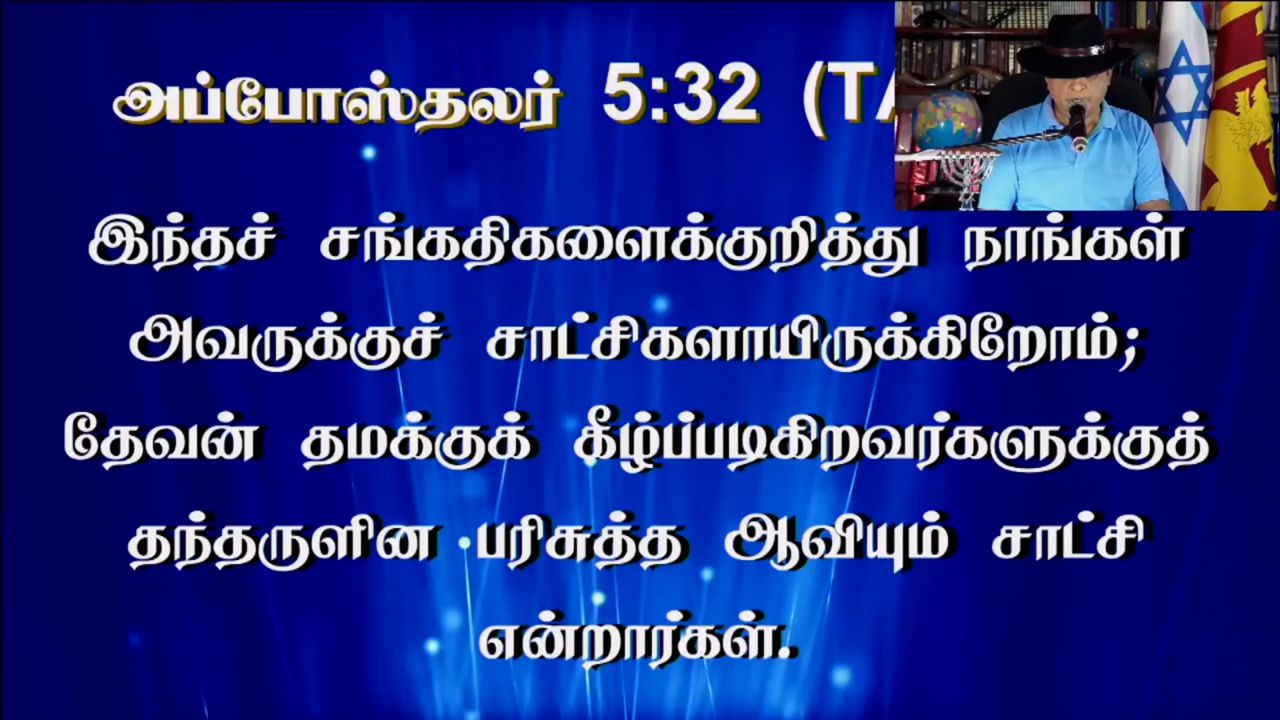 அப்போஸ்தலர் 5:32 (TA
இந்தச் சங்கதிகளைக்குறித்து நாங்கள்
அவருக்குச் சாட்சிகளாயிருக்கிறோம்;
தேவன் தமக்குக் கீழ்ப்படிகிறவர்களுக்குத்
தந்தருளின பரிசுத்த ஆவியும் சாட்சி
என்றார்கள்.